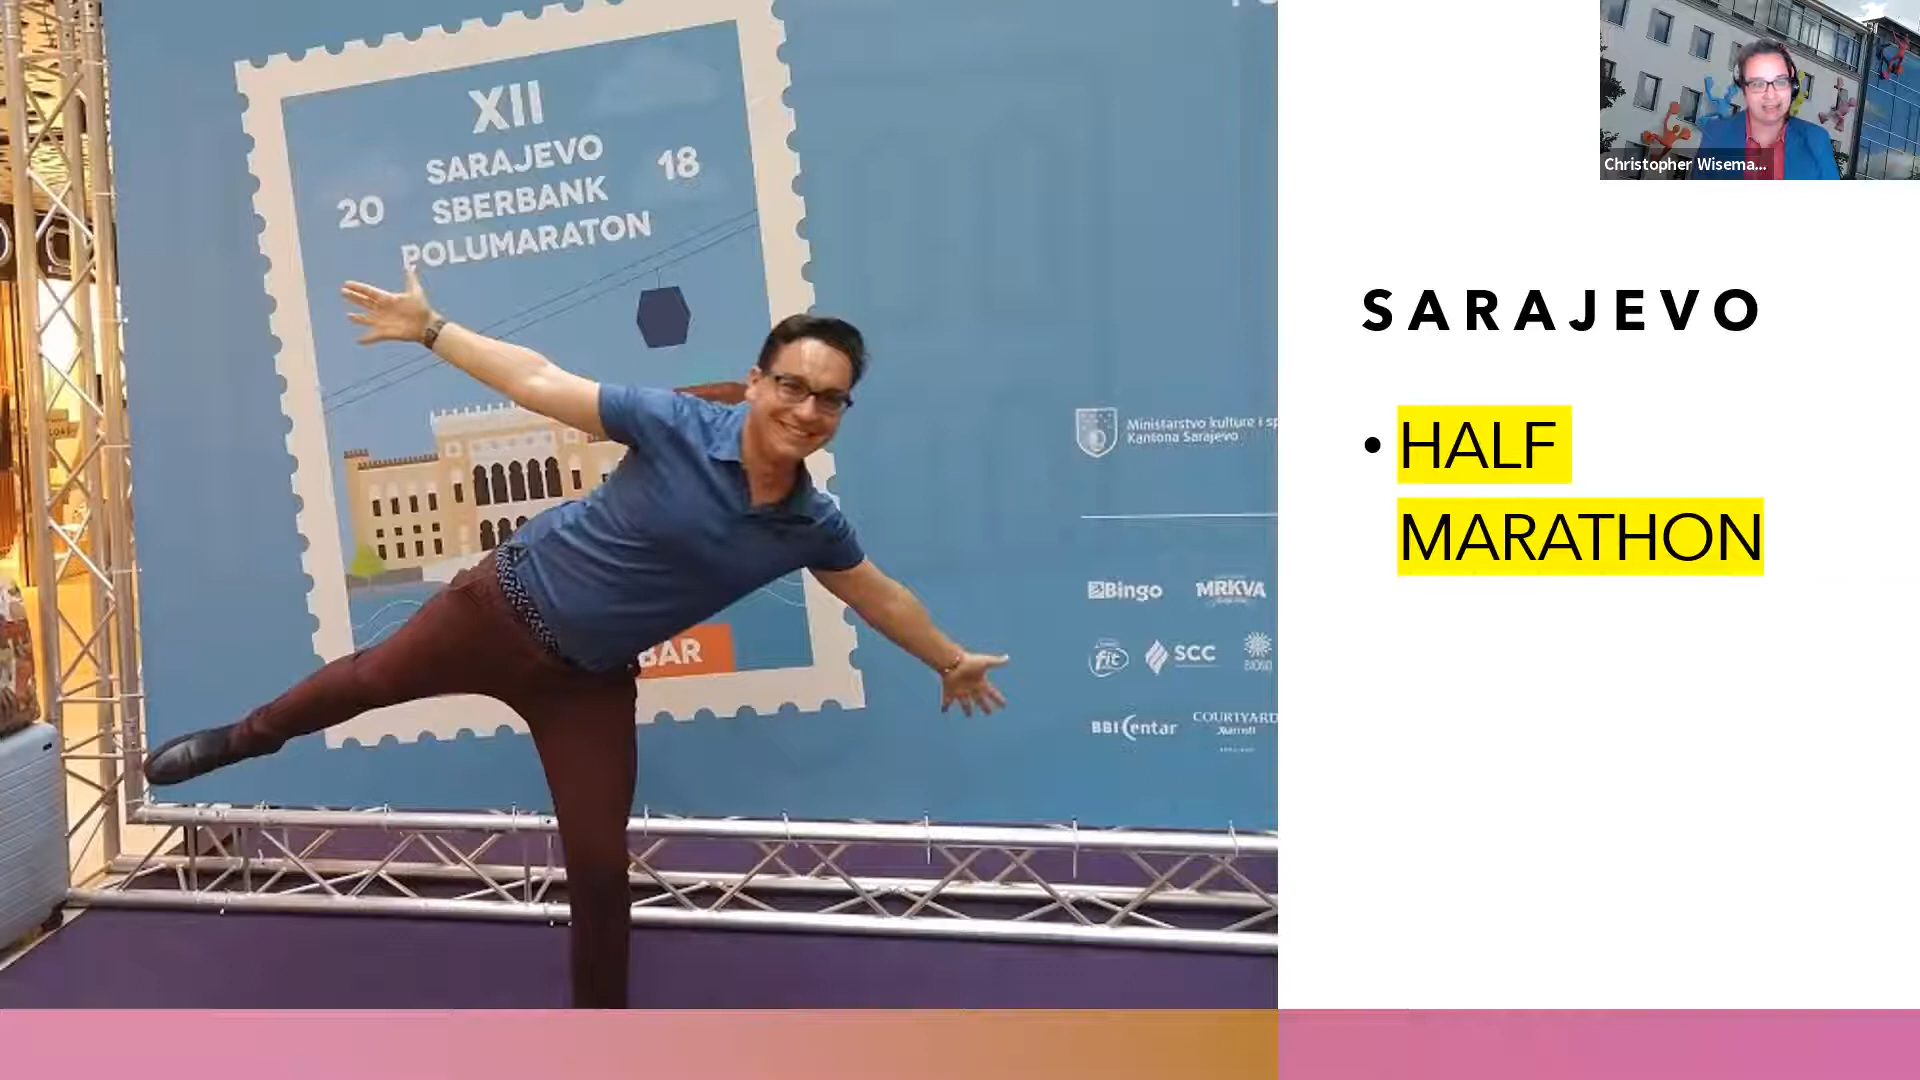 XII
SARAJEVO
20 SBERBANK 18
POLUMARATON
BAR
Ministarstvo kulture i sp
Kantona Sarajevo
Bingo MRKVA
fit SCC
BBI Centar COURTYARD
Marriott
Christopher Wisema...
SARAJEVO
• HALF
MARATHON